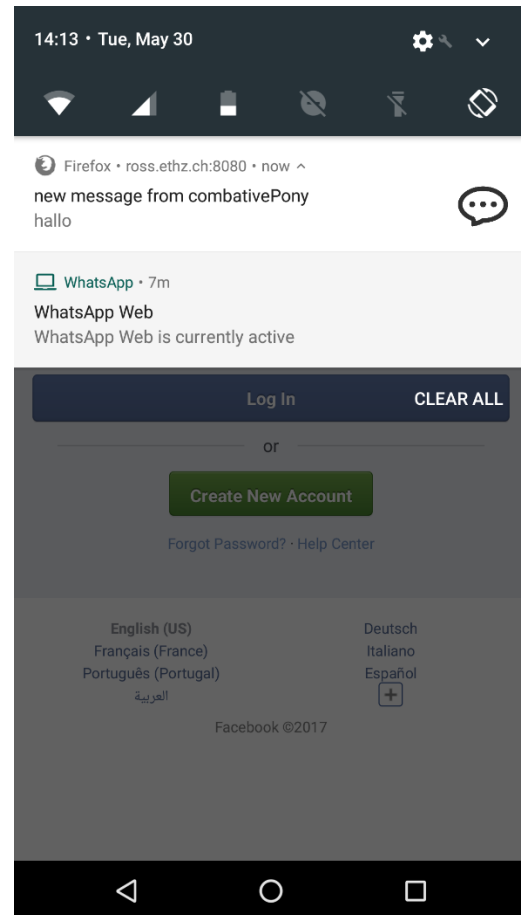 14:13 • Tue, May 30
Firefox • ross.ethz.ch:8080 • now
new message from combativePony
hallo
WhatsApp • 7m
WhatsApp Web
WhatsApp Web is currently active
Log In
CLEAR ALL
or
Create New Account
Forgot Password? · Help Center
English (US) Deutsch
Français (France) Italiano
Português (Portugal) Español
العربية
Facebook ©2017